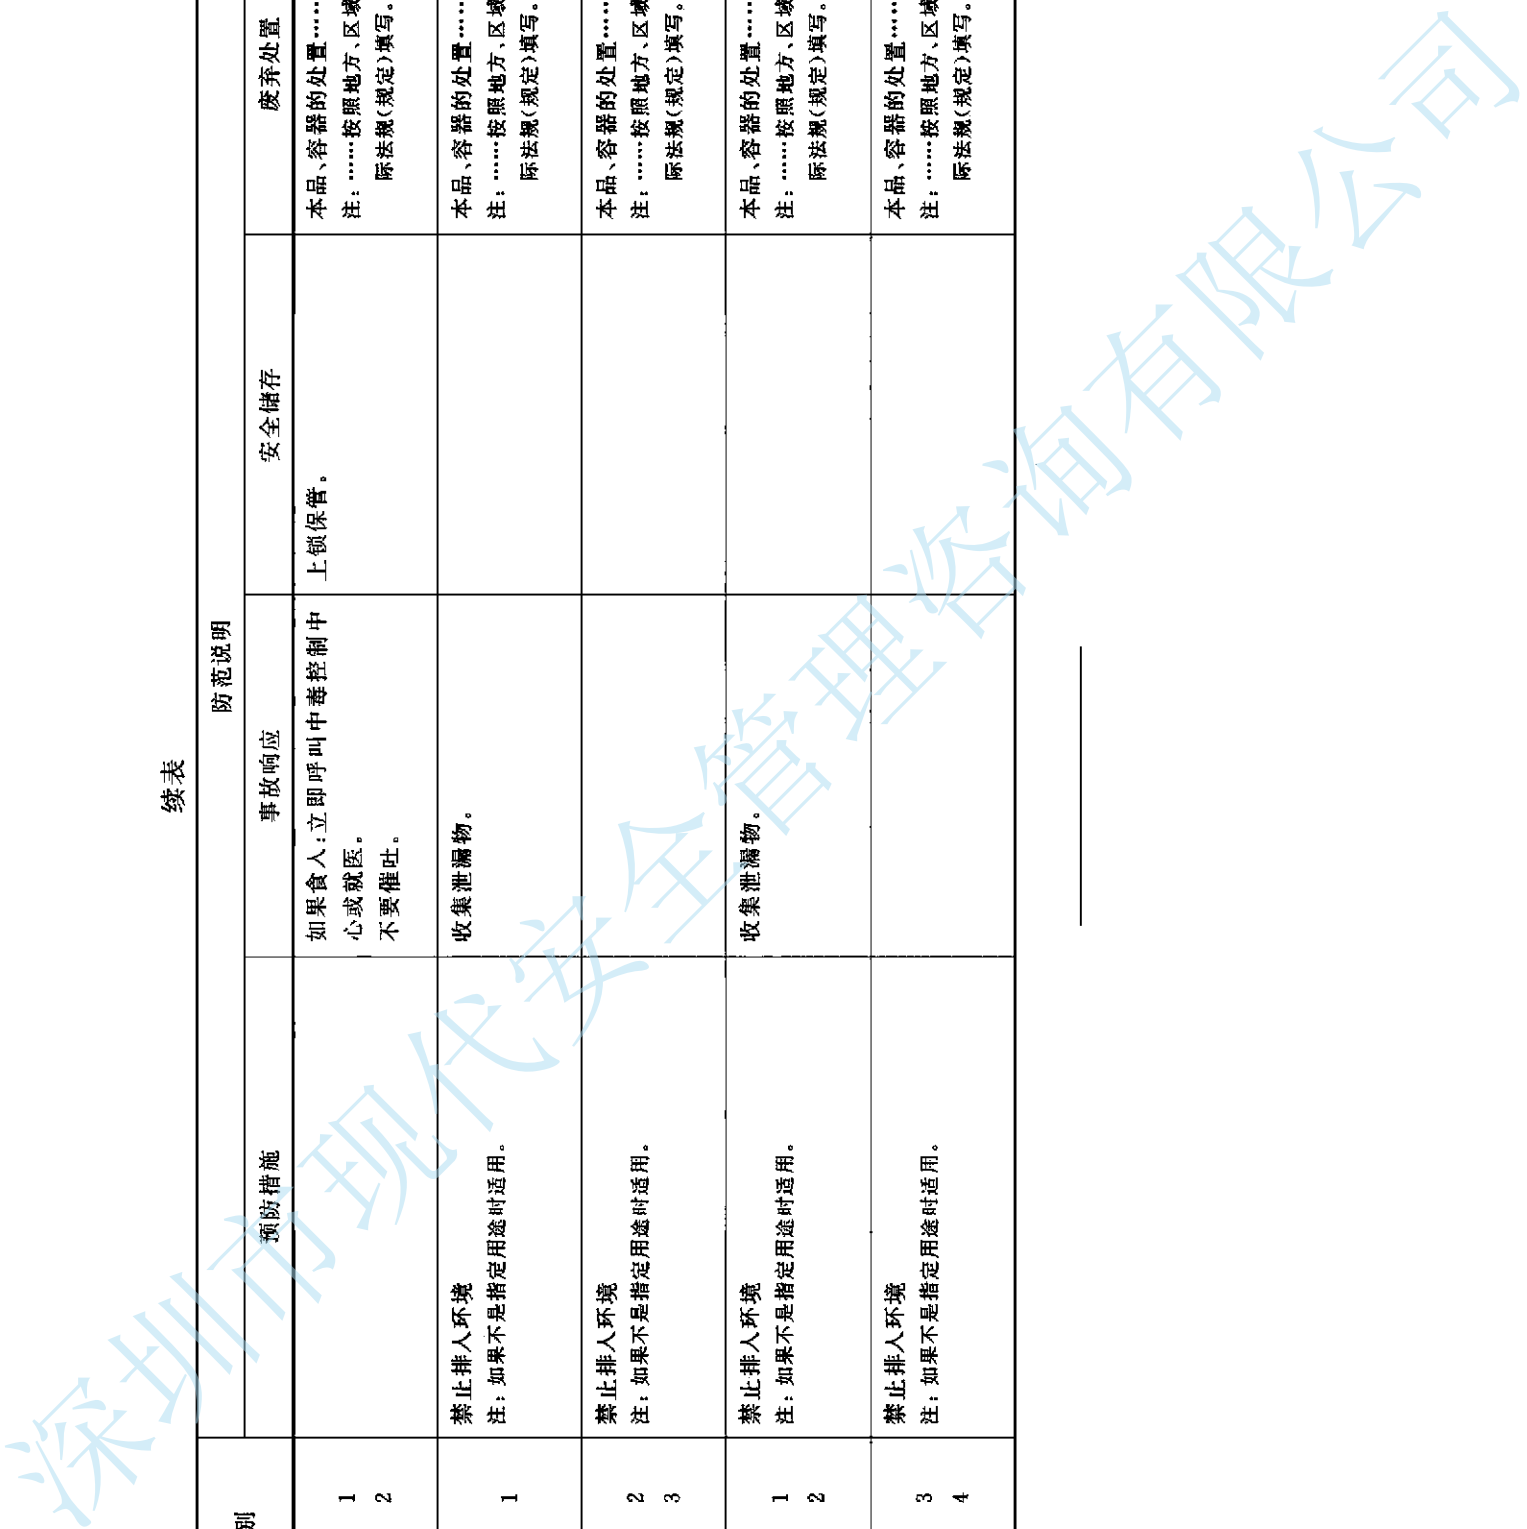 续表
别
防范说明
预防措施
事故响应
安全储存
废弃处置
1
2
如果食人:立即呼叫中毒控制中
心或就医。
不要催吐。
上锁保管。
本品、容器的处置……
注:……按照地方、区域
际法规(规定)填写。
1
禁止排人环境
注:如果不是指定用途时适用。
收集泄漏物。
本品、容器的处置……
注:……按照地方、区域
际法规(规定)填写。
2
3
禁止排人环境
注:如果不是指定用途时适用。
本品、容器的处置……
注:……按照地方、区域
际法规(规定)填写。
1
2
禁止排人环境
注:如果不是指定用途时适用。
收集泄漏物。
本品、容器的处置……
注:……按照地方、区域
际法规(规定)填写。
3
4
禁止排人环境
注:如果不是指定用途时适用。
本品、容器的处置……
注:……按照地方、区域
际法规(规定)填写。
深圳市现代安全管理咨询有限公司